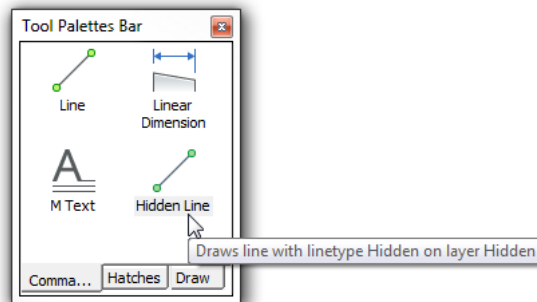 Tool Palettes Bar
Line
Linear
Dimension
M Text
Hidden Line
Draws line with linetype Hidden on layer Hidden
Comma... Hatches Draw